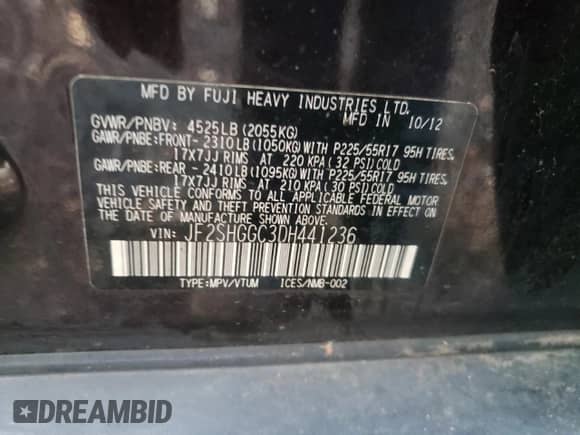 MFD BY FUJI HEAVY INDUSTRIES LTD.
MFD IN 10/12
GVWR/PNBV: 4525LB(2055KG)
GAWR/PNBE:FRONT- 2310LB(1050KG)WITH P225/55R17 95H TIRES,
17X7JJ RIMS AT 220 KPA(32 PSI)COLD
GAWR/PNBE:REAR - 2410LB(1095KG)WITH P225/55R17 95H TIRES,
17X7JJ RIMS AT 210 KPA(30 PSI)COLD
THIS VEHICLE CONFORMS TO ALL APPLICABLE FEDERAL MOTOR
VEHICLE SAFETY AND THEFT PREVENTION STANDARDS IN
EFFECT ON THE DATE OF MANUFACTURE SHOWN ABOVE.
VIN: JF2SHGGC3DH441236
TYPE:MPV/VTUM ICES/NMB-002
DREAMBID